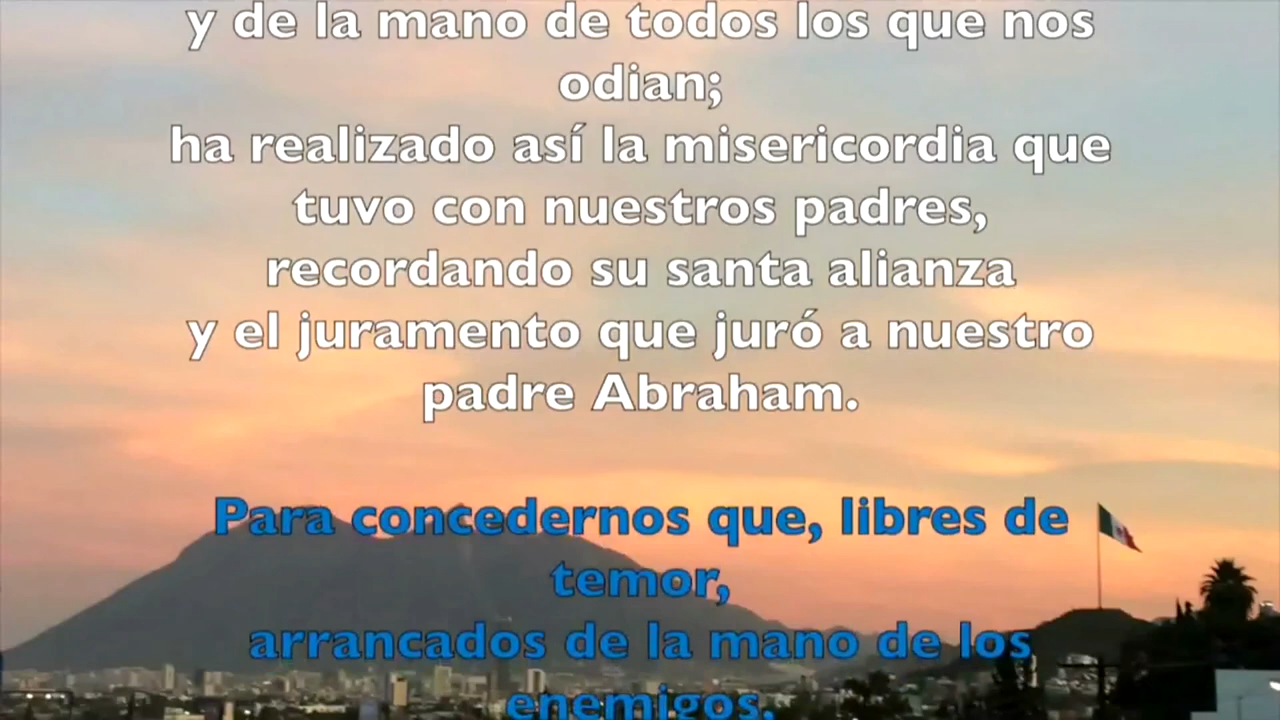 y de la mano de todos los que nos
odian;
ha realizado así la misericordia que
tuvo con nuestros padres,
recordando su santa alianza
y el juramento que juró a nuestro
padre Abraham.
Para concedernos que, libres de
temor,
arrancados de la mano de los
enemigos,